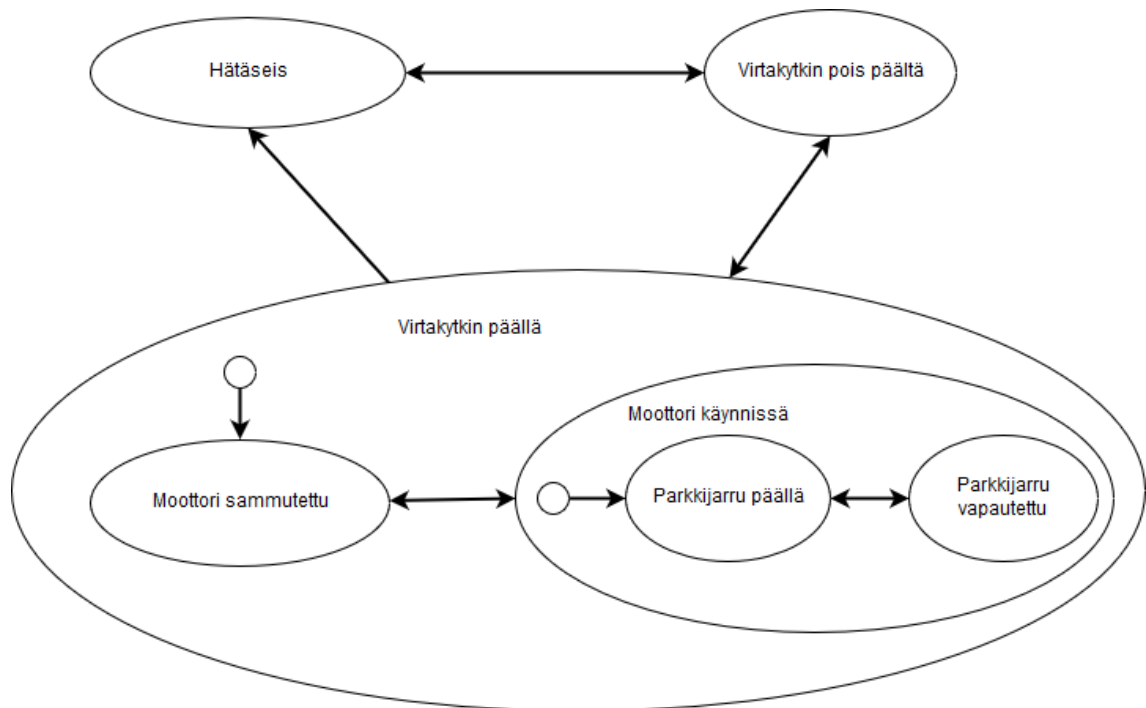 Hätäseis
Virtakytkin pois päältä
Virtakytkin päällä
Moottori käynnissä
Moottori sammutettu
Parkkijarru päällä
Parkkijarru
vapautettu